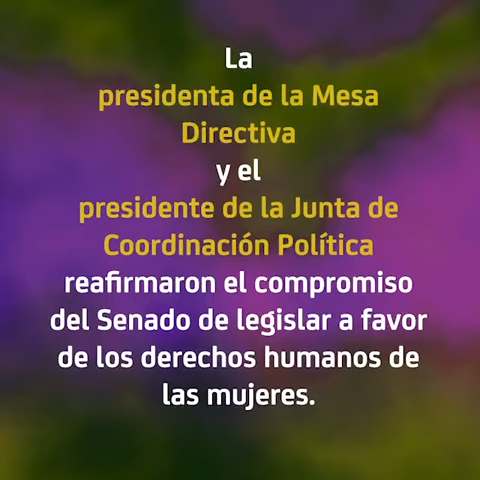 La
presidenta de la Mesa
Directiva
y el
presidente de la Junta de
Coordinación Política
reafirmaron el compromiso
del Senado de legislar a favor
de los derechos humanos de
las mujeres.